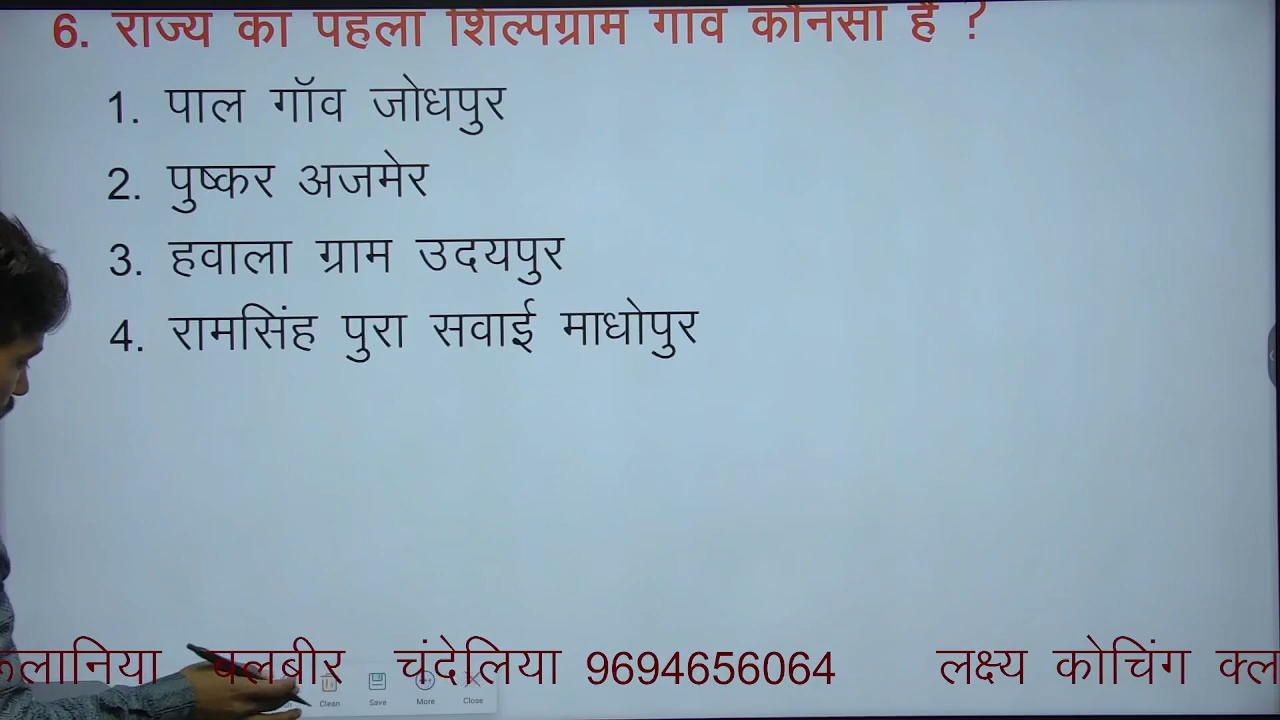 6. राज्य का पहला शिल्पग्राम गाव कौनसा है ?
1. पाल गॉव जोधपुर
2. पुष्कर अजमेर
3. हवाला ग्राम उदयपुर
4. रामसिंह पुरा सवाई माधोपुर
बलबीर चंदेलिया 9694656064 लक्ष्य कोचिंग
Clean Save More Close